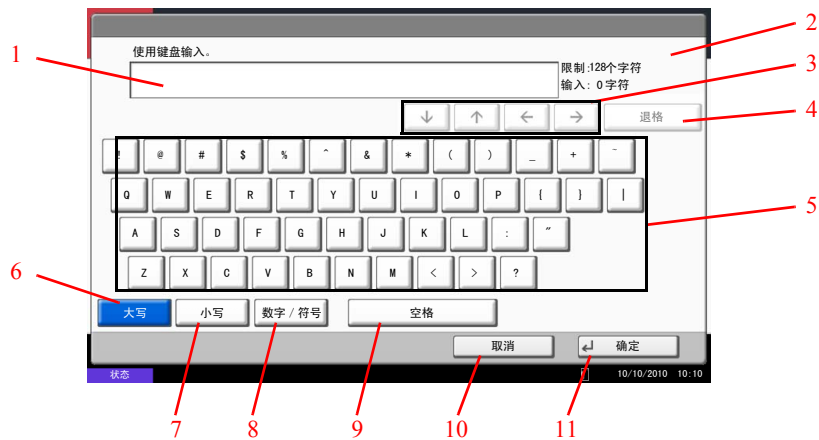 使用键盘输入。
限制:128个字符
输入: 0字符
↓ ↑ ← → 退格
! @ # $ % ^ & * ( ) _ + ~
Q W E R T Y U I O P { } |
A S D F G H J K L : "
Z X C V B N M < > ?
大写 小写 数字 / 符号 空格
取消 确定
状态 10/10/2010 10:10
1
2
3
4
5
6
7
8
9
10
11